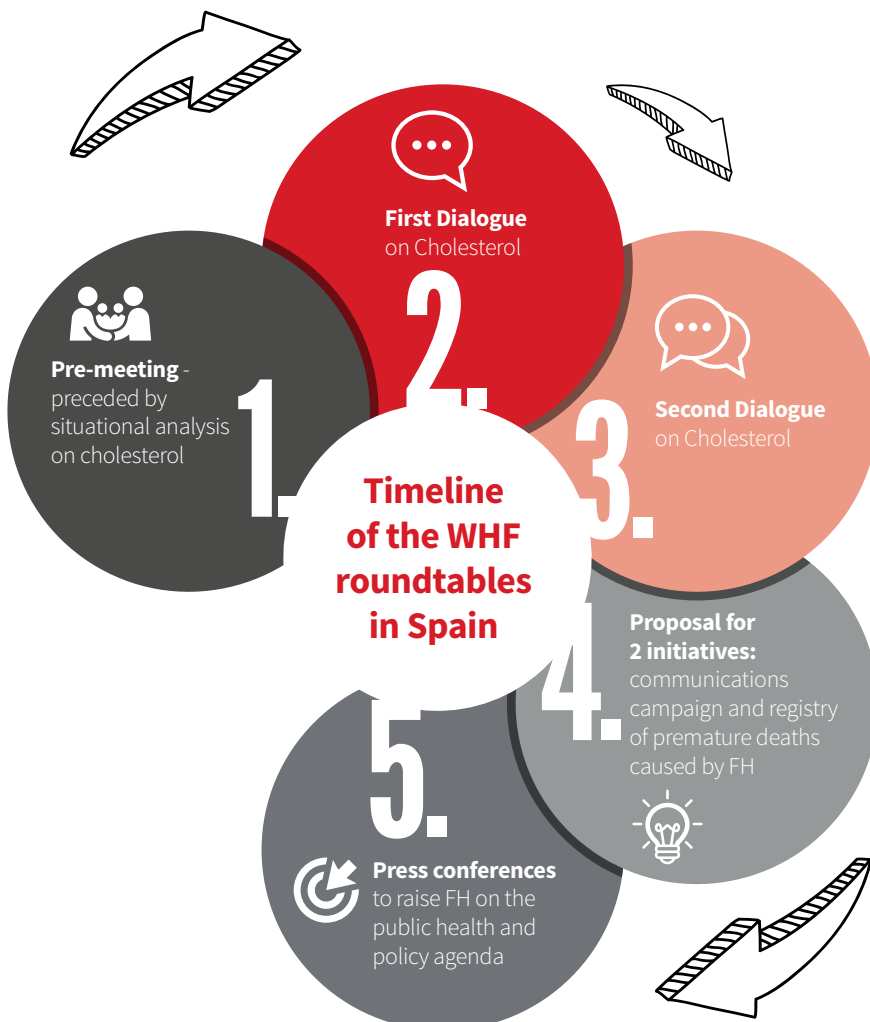 Timeline
of the WHF
roundtables
in Spain
1.
Pre-meeting -
preceded by
situational analysis
on cholesterol
2.
First Dialogue
on Cholesterol
3.
Second Dialogue
on Cholesterol
4.
Proposal for
2 initiatives:
communications
campaign and registry
of premature deaths
caused by FH
5.
Press conferences
to raise FH on the
public health and
policy agenda